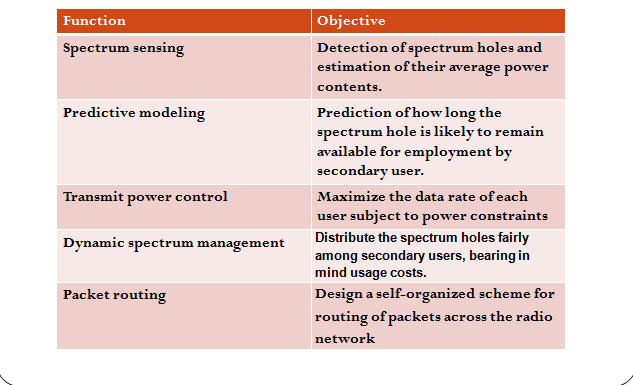 Function Objective
Spectrum sensing Detection of spectrum holes and
estimation of their average power
contents.
Predictive modeling Prediction of how long the
spectrum hole is likely to remain
available for employment by
secondary user.
Transmit power control Maximize the data rate of each
user subject to power constraints
Dynamic spectrum management Distribute the spectrum holes fairly
among secondary users, bearing in
mind usage costs.
Packet routing Design a self-organized scheme for
routing of packets across the radio
network